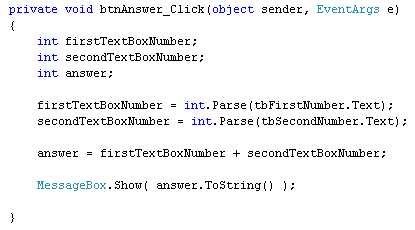 private void btnAnswer_Click(object sender, EventArgs e)
{
int firstTextBoxNumber;
int secondTextBoxNumber;
int answer;
firstTextBoxNumber = int.Parse(tbFirstNumber.Text);
secondTextBoxNumber = int.Parse(tbSecondNumber.Text);
answer = firstTextBoxNumber + secondTextBoxNumber;
MessageBox.Show( answer.ToString() );
}